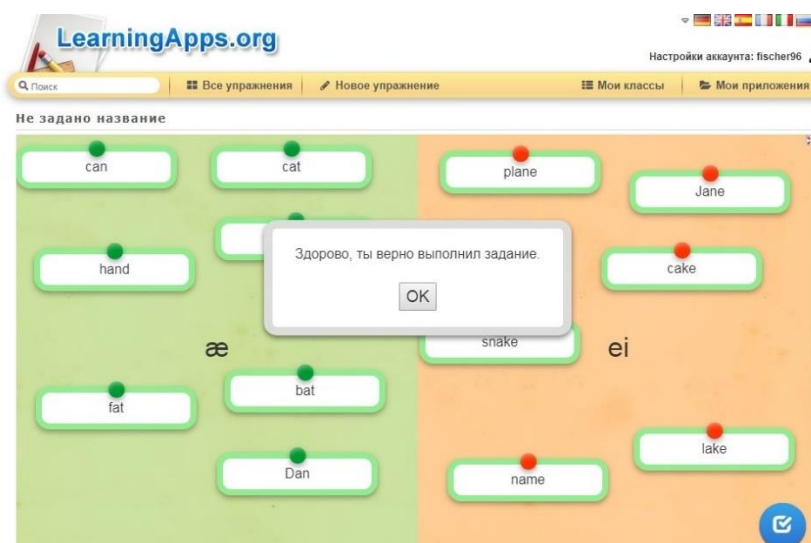 LearningApps.org
Настройки аккаунта: fischer96
Поиск
Все упражнения
Новое упражнение
Мои классы
Мои приложения
Не задано название
can
cat
plane
Jane
hand
Здорово, ты верно выполнил задание.
OK
cake
snake
æ
ei
fat
bat
Dan
name
lake